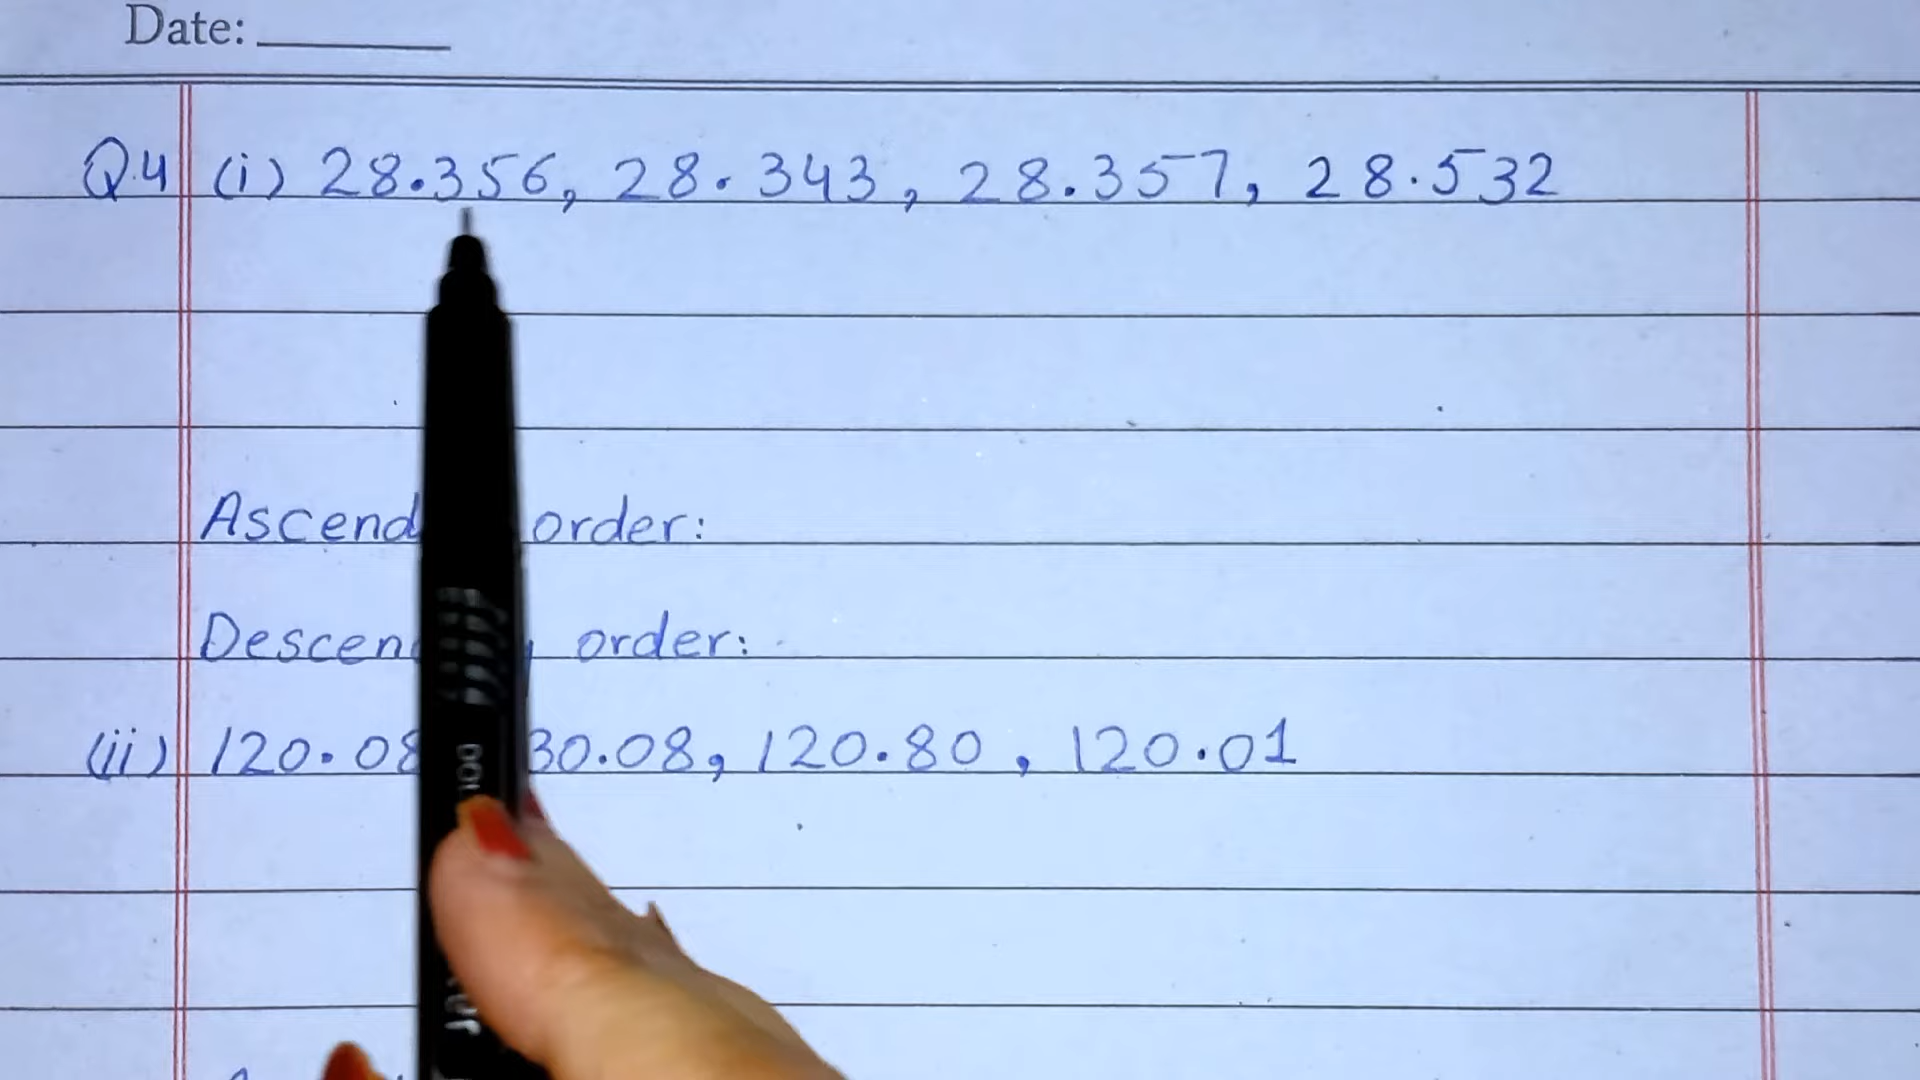 Date:
Q.4 (i) 28.356, 28.343, 28.357, 28.532
Ascend order:
Descen order:
(ii) 120.08 30.08, 120.80, 120.01